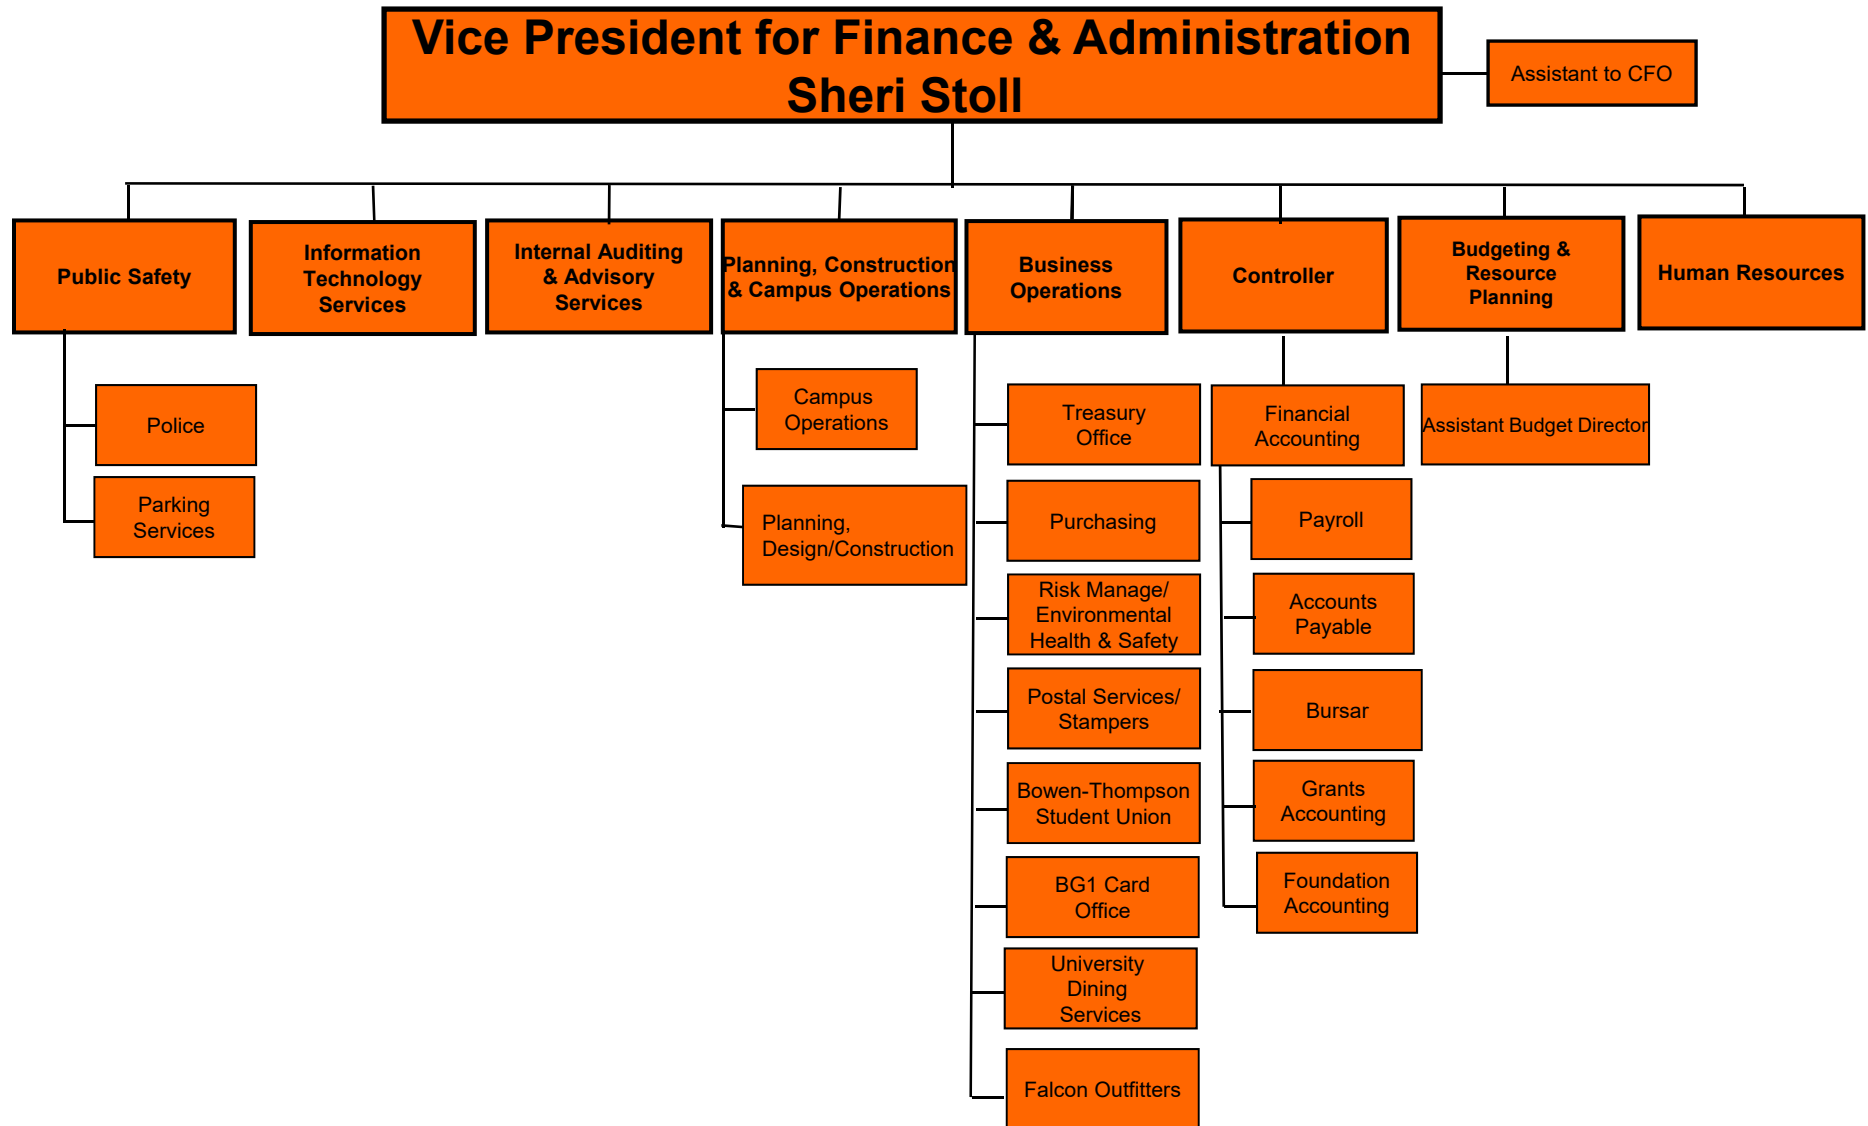 Vice President for Finance & Administration
Sheri Stoll
Assistant to CFO
Public Safety
Information
Technology
Services
Internal Auditing
& Advisory
Services
Planning, Construction
& Campus Operations
Business
Operations
Controller
Budgeting &
Resource
Planning
Human Resources
Police
Parking
Services
Campus
Operations
Planning,
Design/Construction
Treasury
Office
Purchasing
Risk Manage/
Environmental
Health & Safety
Postal Services/
Stampers
Bowen-Thompson
Student Union
BG1 Card
Office
University
Dining
Services
Falcon Outfitters
Financial
Accounting
Payroll
Accounts
Payable
Bursar
Grants
Accounting
Foundation
Accounting
Assistant Budget Director